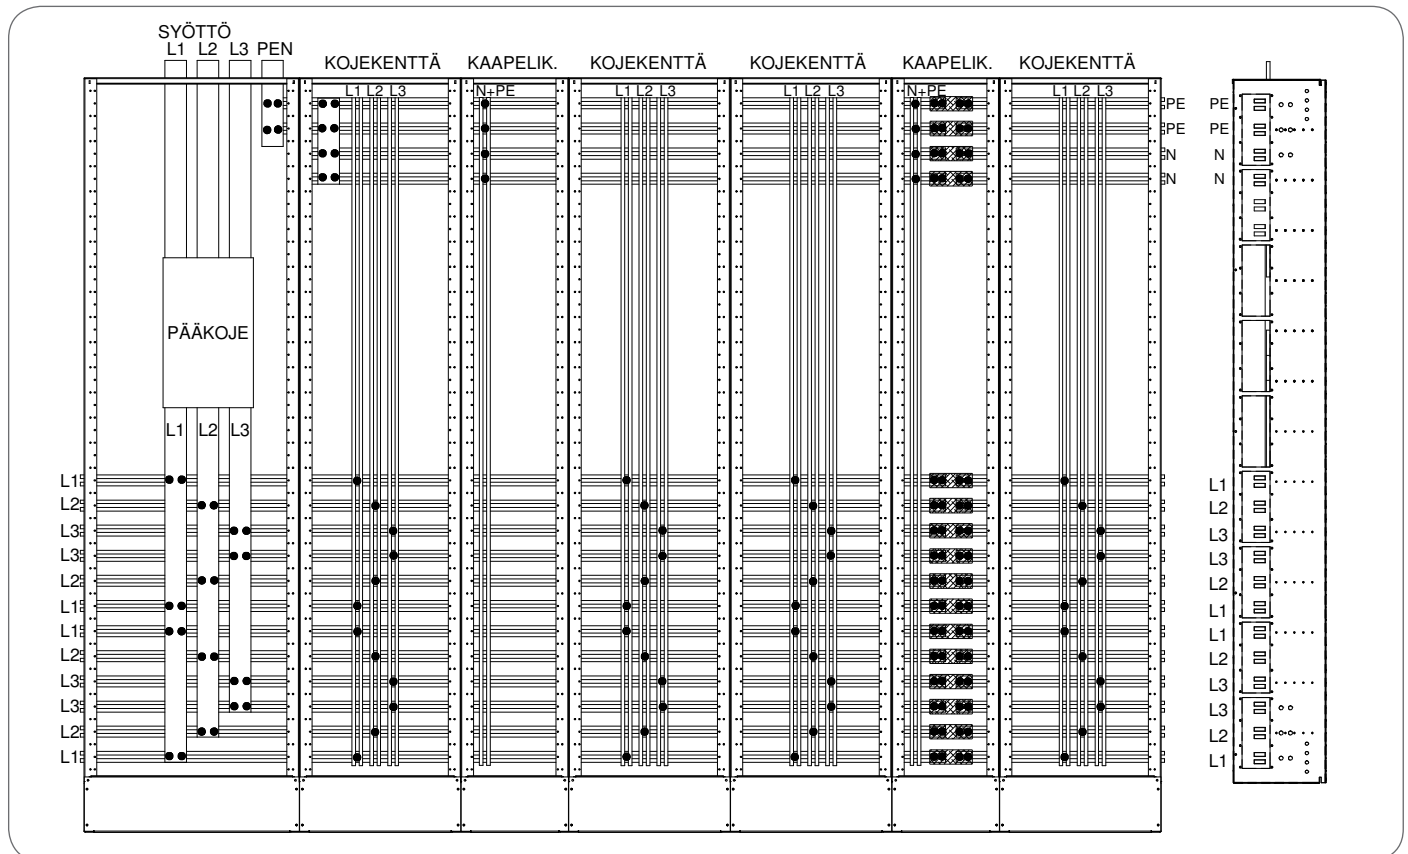 SYÖTTÖ
L1 L2 L3 PEN
KOJEKENTTÄ KAAPELIK. KOJEKENTTÄ KOJEKENTTÄ KAAPELIK. KOJEKENTTÄ
L1 L2 L3 N+PE L1 L2 L3 L1 L2 L3 N+PE L1 L2 L3
PE PE
PE PE
N N
N N
PÄÄKOJE
L1 L2 L3
L1 L1
L2 L2
L3 L3
L3 L3
L2 L2
L1 L1
L1 L1
L2 L2
L3 L3
L3 L3
L2 L2
L1 L1